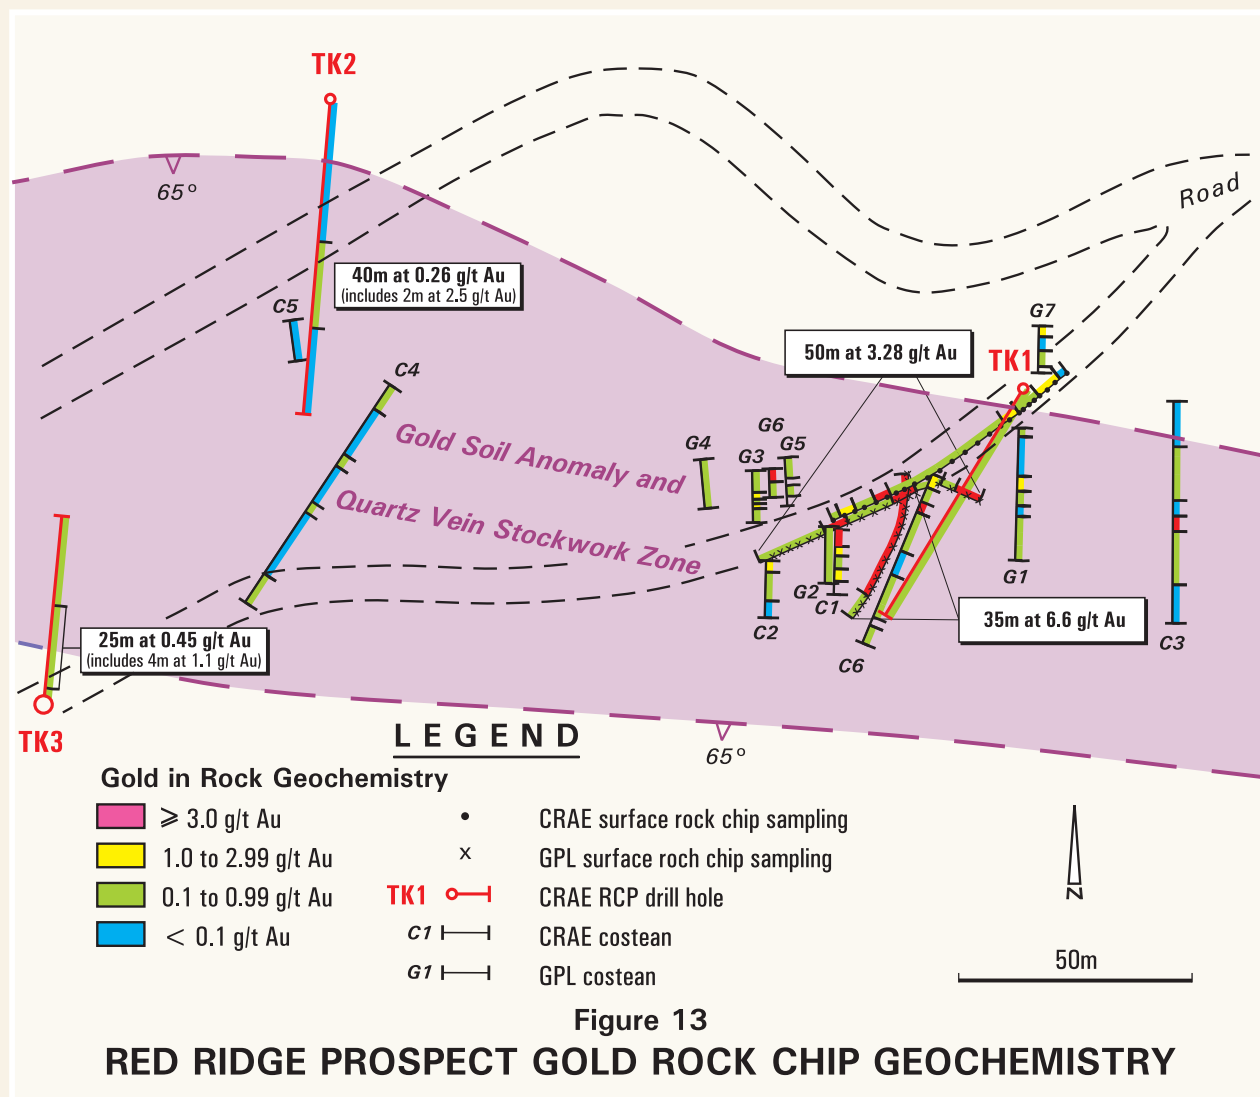 TK2
65°
Road
40m at 0.26 g/t Au
(includes 2m at 2.5 g/t Au)
C5
G7
50m at 3.28 g/t Au
TK1
C4
Gold Soil Anomaly and
Quartz Vein Stockwork Zone
G4
G6
G3
G5
G2
C1
G1
C2
35m at 6.6 g/t Au
C3
C6
25m at 0.45 g/t Au
(includes 4m at 1.1 g/t Au)
TK3
65°
LEGEND
Gold in Rock Geochemistry
⩾ 3.0 g/t Au
1.0 to 2.99 g/t Au
0.1 to 0.99 g/t Au
< 0.1 g/t Au
• CRAE surface rock chip sampling
x GPL surface roch chip sampling
TK1 CRAE RCP drill hole
C1 CRAE costean
G1 GPL costean
N
50m
Figure 13
RED RIDGE PROSPECT GOLD ROCK CHIP GEOCHEMISTRY